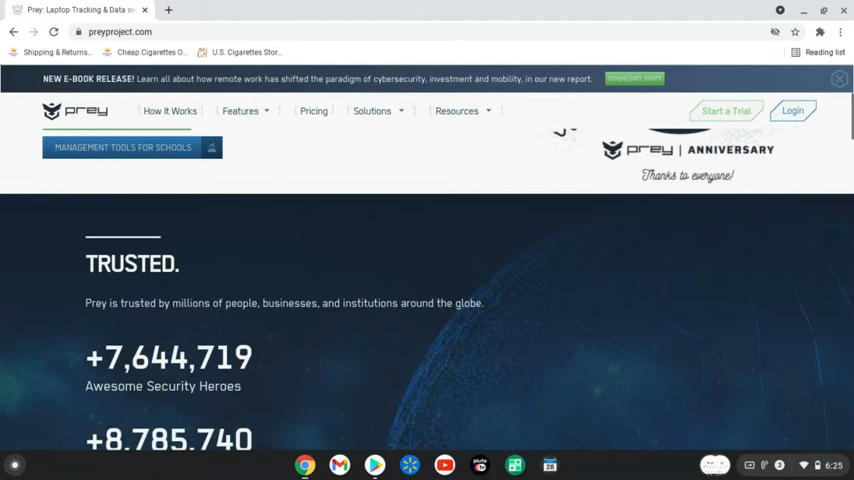 Prey: Laptop Tracking & Data se
preyproject.com
Shipping & Returns...
Cheap Cigarettes O...
U.S. Cigarettes Stor...
Reading list
NEW E-BOOK RELEASE! Learn all about how remote work has shifted the paradigm of cybersecurity, investment and mobility, in our new report.
DOWNLOAD SHIFT
prey
How It Works
Features
Pricing
Solutions
Resources
Start a Trial
Login
MANAGEMENT TOOLS FOR SCHOOLS
prey | ANNIVERSARY
Thanks to everyone!
TRUSTED.
Prey is trusted by millions of people, businesses, and institutions around the globe.
+7,644,719
Awesome Security Heroes
+8,785,740
pluto tv
28
3
6:25